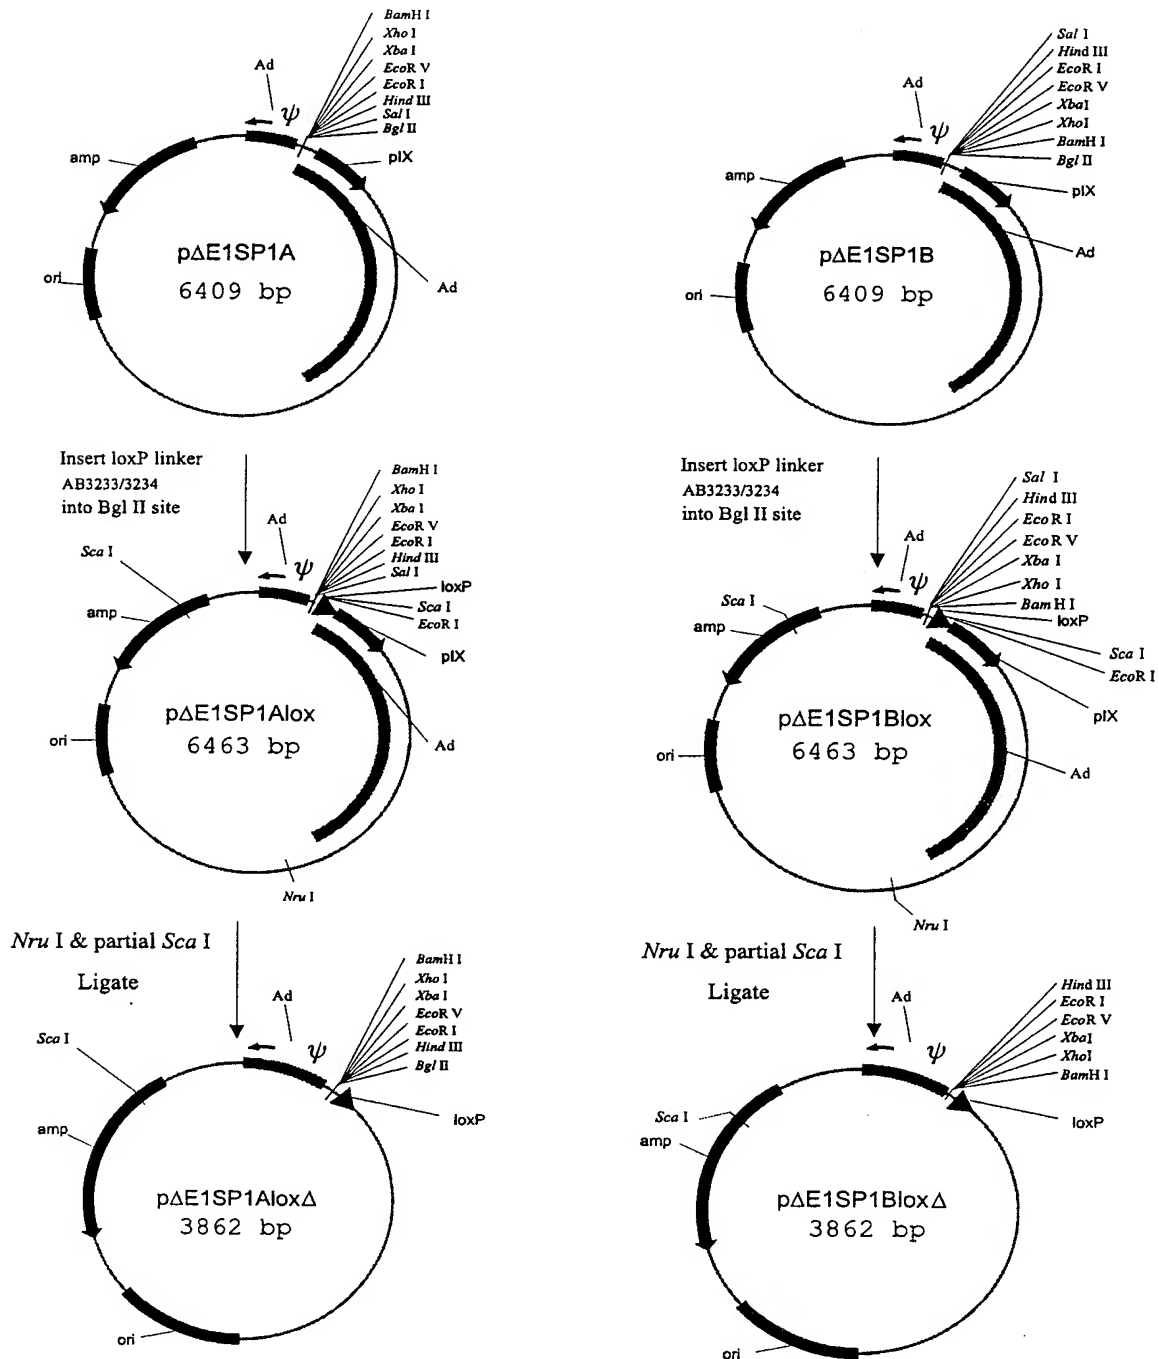 BamH I
Xho I
Xba I
EcoR V
EcoR I
Hind III
Sal I
Bgl II
Ad
ψ
amp
pIX
pΔE1SP1A
6409 bp
ori
Ad
Sal I
Hind III
EcoR I
EcoR V
XbaI
XhoI
BamH I
Bgl II
Ad
ψ
amp
pIX
pΔE1SP1B
6409 bp
ori
Ad
Insert loxP linker
AB3233/3234
into Bgl II site
BamH I
Xho I
Xba I
EcoR V
EcoR I
Hind III
Sal I
loxP
Sca I
EcoR I
Ad
ψ
Sca I
amp
pIX
pΔE1SP1Alox
6463 bp
ori
Ad
Nru I
Insert loxP linker
AB3233/3234
into Bgl II site
Sal I
Hind III
EcoR I
EcoR V
Xba I
Xho I
BamH I
loxP
Sca I
EcoR I
Ad
ψ
Sca I
amp
pIX
pΔE1SP1Blox
6463 bp
ori
Ad
Nru I
Nru I & partial Sca I
Ligate
BamH I
Xho I
Xba I
EcoR V
EcoR I
Hind III
Bgl II
Ad
ψ
Sca I
loxP
amp
pΔE1SP1AloxΔ
3862 bp
ori
Nru I & partial Sca I
Ligate
Hind III
EcoR I
EcoR V
XbaI
XhoI
BamH I
Ad
ψ
Sca I
loxP
amp
pΔE1SP1BloxΔ
3862 bp
ori